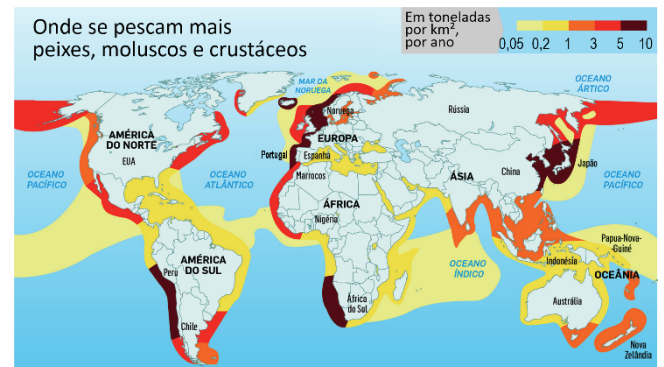 Onde se pescam mais
peixes, moluscos e crustáceos
Em toneladas
por km²,
por ano
0,05 0,2 1 3 5 10
MAR DA
NORUEGA
OCEANO
ÁRTICO
Noruega
Rússia
AMÉRICA
DO NORTE
EUROPA
EUA
Portugal
Espanha
ÁSIA
China
Japão
OCEANO
PACÍFICO
OCEANO
ATLÂNTICO
Marrocos
OCEANO
PACÍFICO
ÁFRICA
Nigéria
Papua-Nova-
Guiné
AMÉRICA
DO SUL
Peru
Indonésia
OCEANO
ÍNDICO
OCEÂNIA
África
do Sul
Austrália
Chile
Nova
Zelândia